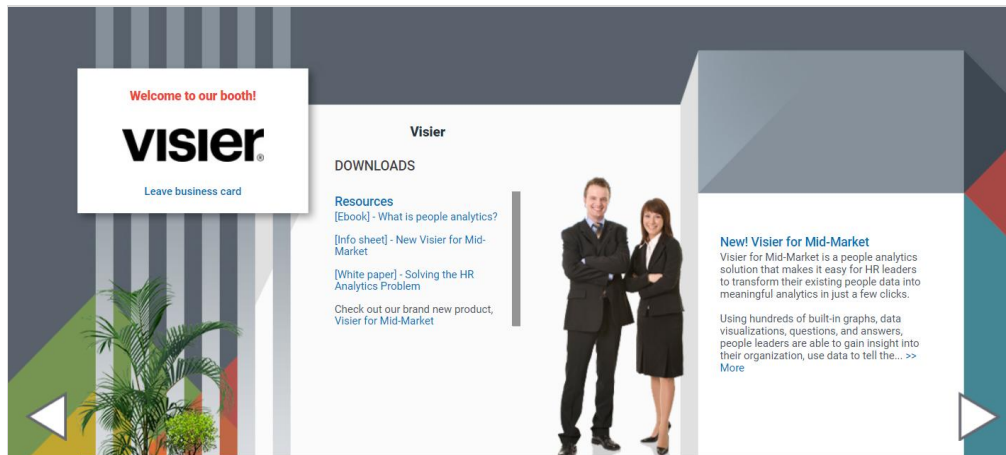 Welcome to our booth!
VISIER®
Leave business card
Visier
DOWNLOADS
Resources
[Ebook] - What is people analytics?
[Info sheet] - New Visier for Mid-
Market
[White paper] - Solving the HR
Analytics Problem
Check out our brand new product,
Visier for Mid-Market
New! Visier for Mid-Market
Visier for Mid-Market is a people analytics
solution that makes it easy for HR leaders
to transform their existing people data into
meaningful analytics in just a few clicks.
Using hundreds of built-in graphs, data
visualizations, questions, and answers,
people leaders are able to gain insight into
their organization, use data to tell the... >>
More